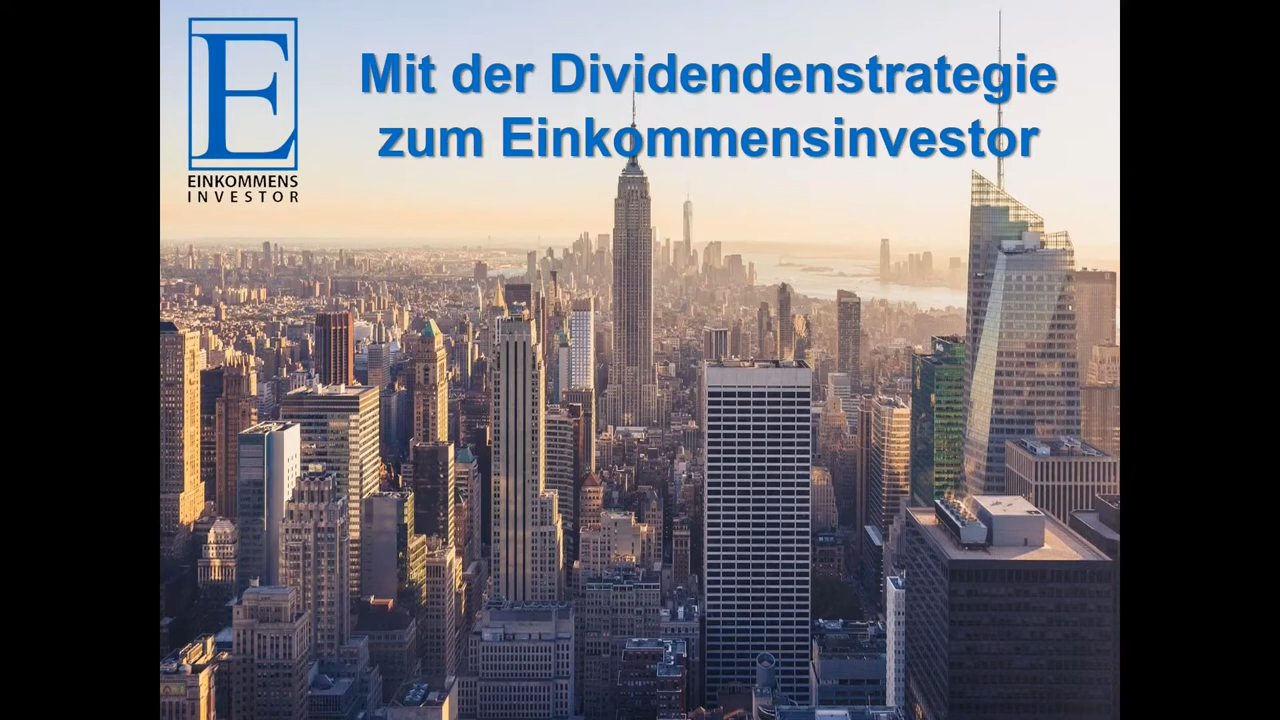 E
EINKOMMENS
INVESTOR
Mit der Dividendenstrategie
zum Einkommensinvestor